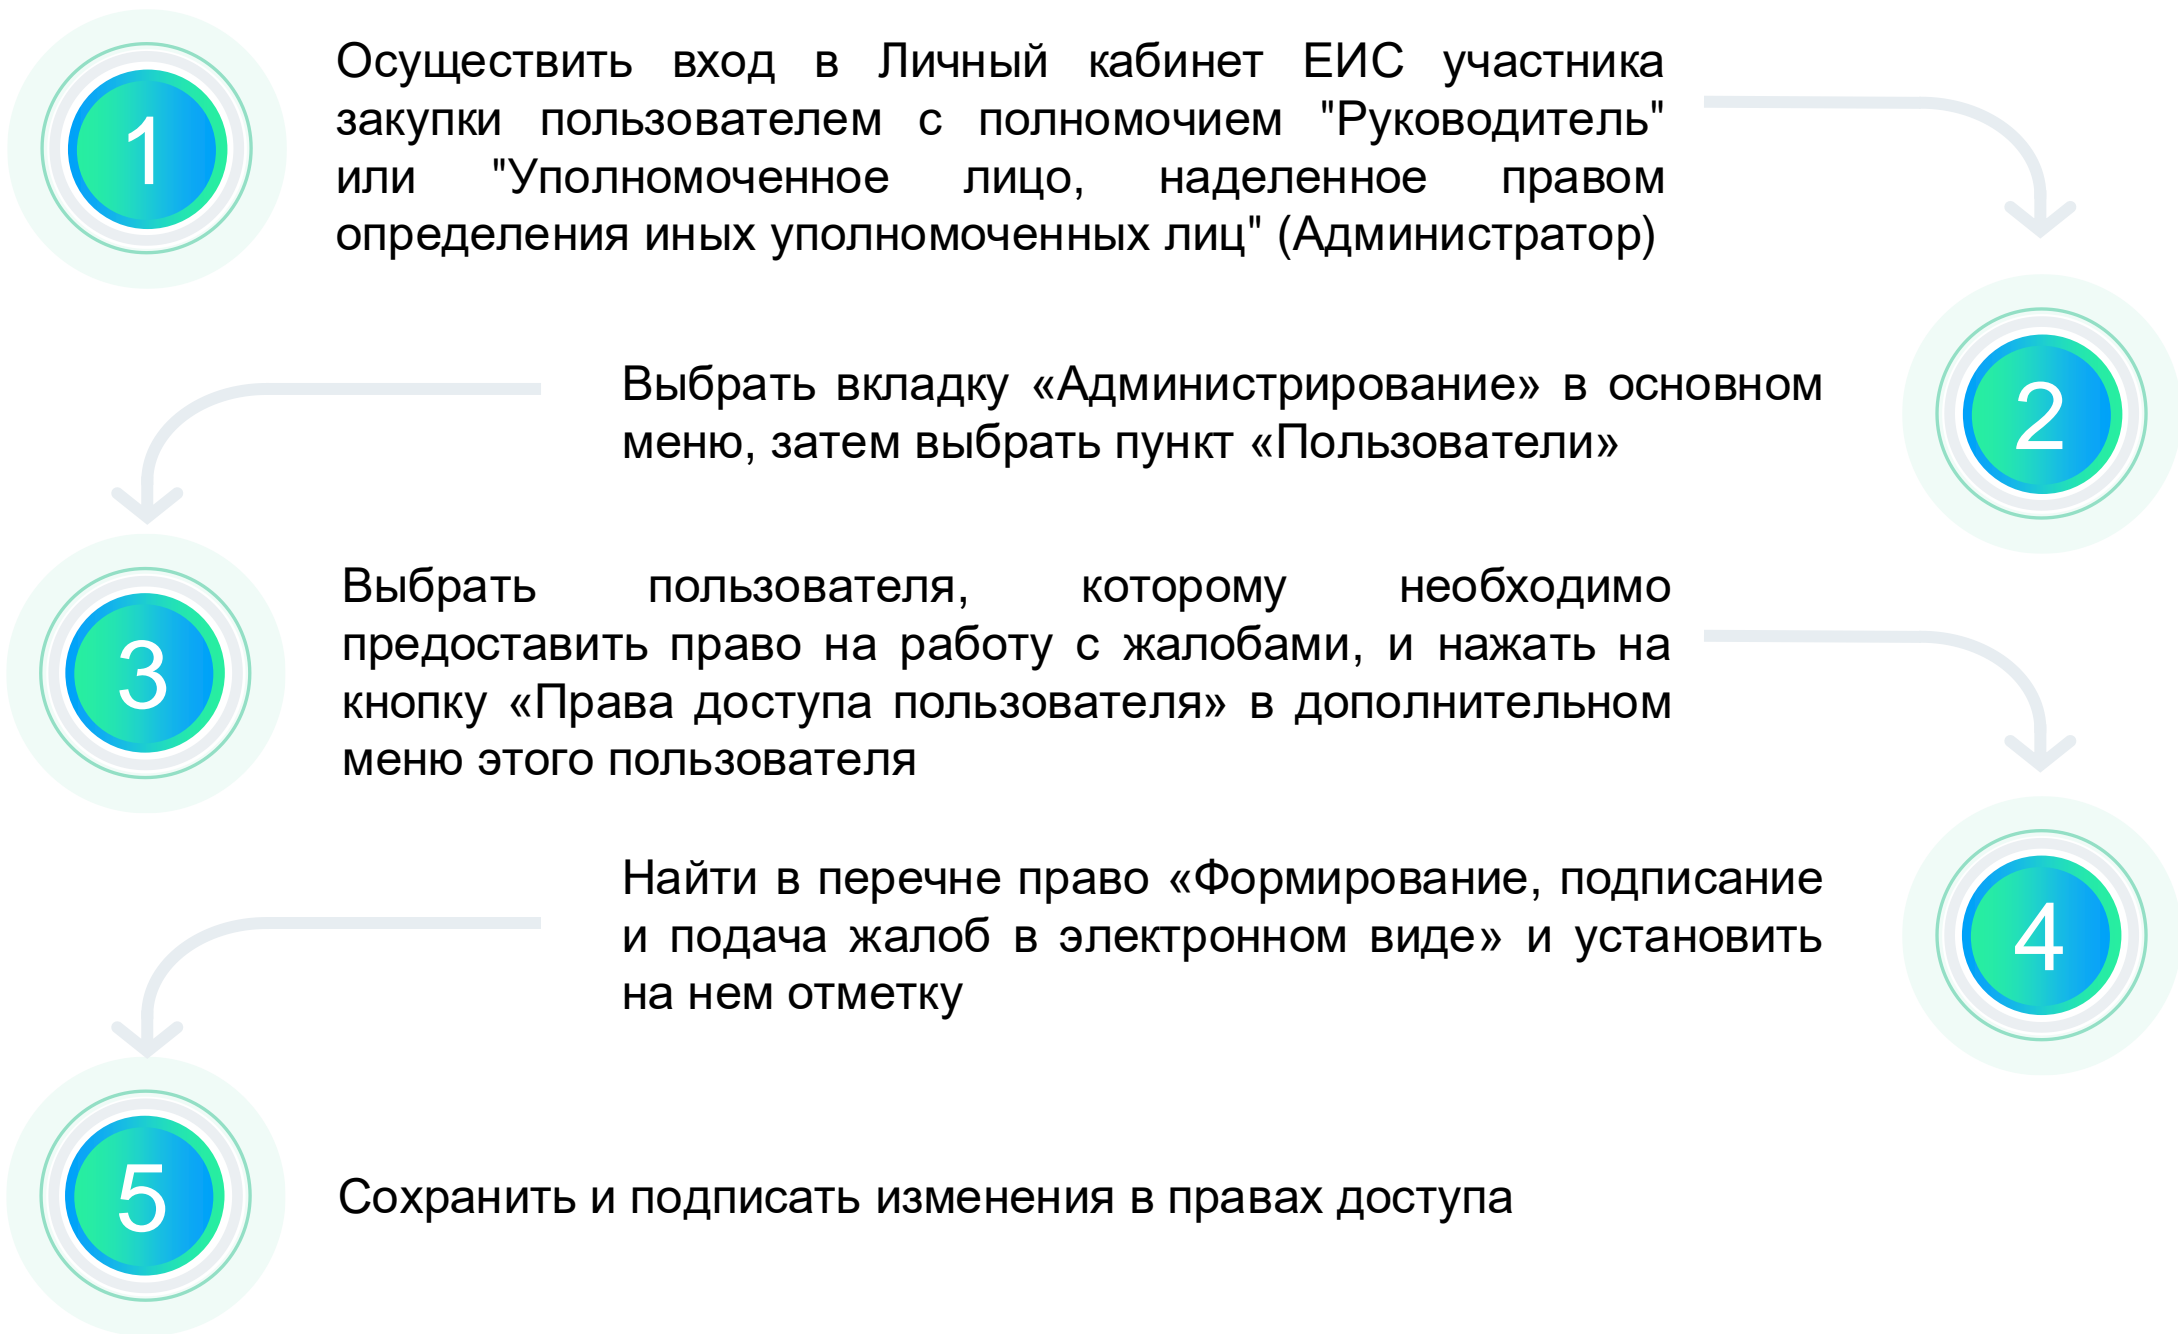 1
Осуществить вход в Личный кабинет ЕИС участника
закупки пользователем с полномочием "Руководитель"
или "Уполномоченное лицо, наделенное правом
определения иных уполномоченных лиц" (Администратор)
2
Выбрать вкладку «Администрирование» в основном
меню, затем выбрать пункт «Пользователи»
3
Выбрать пользователя, которому необходимо
предоставить право на работу с жалобами, и нажать на
кнопку «Права доступа пользователя» в дополнительном
меню этого пользователя
4
Найти в перечне право «Формирование, подписание
и подача жалоб в электронном виде» и установить
на нем отметку
5
Сохранить и подписать изменения в правах доступа